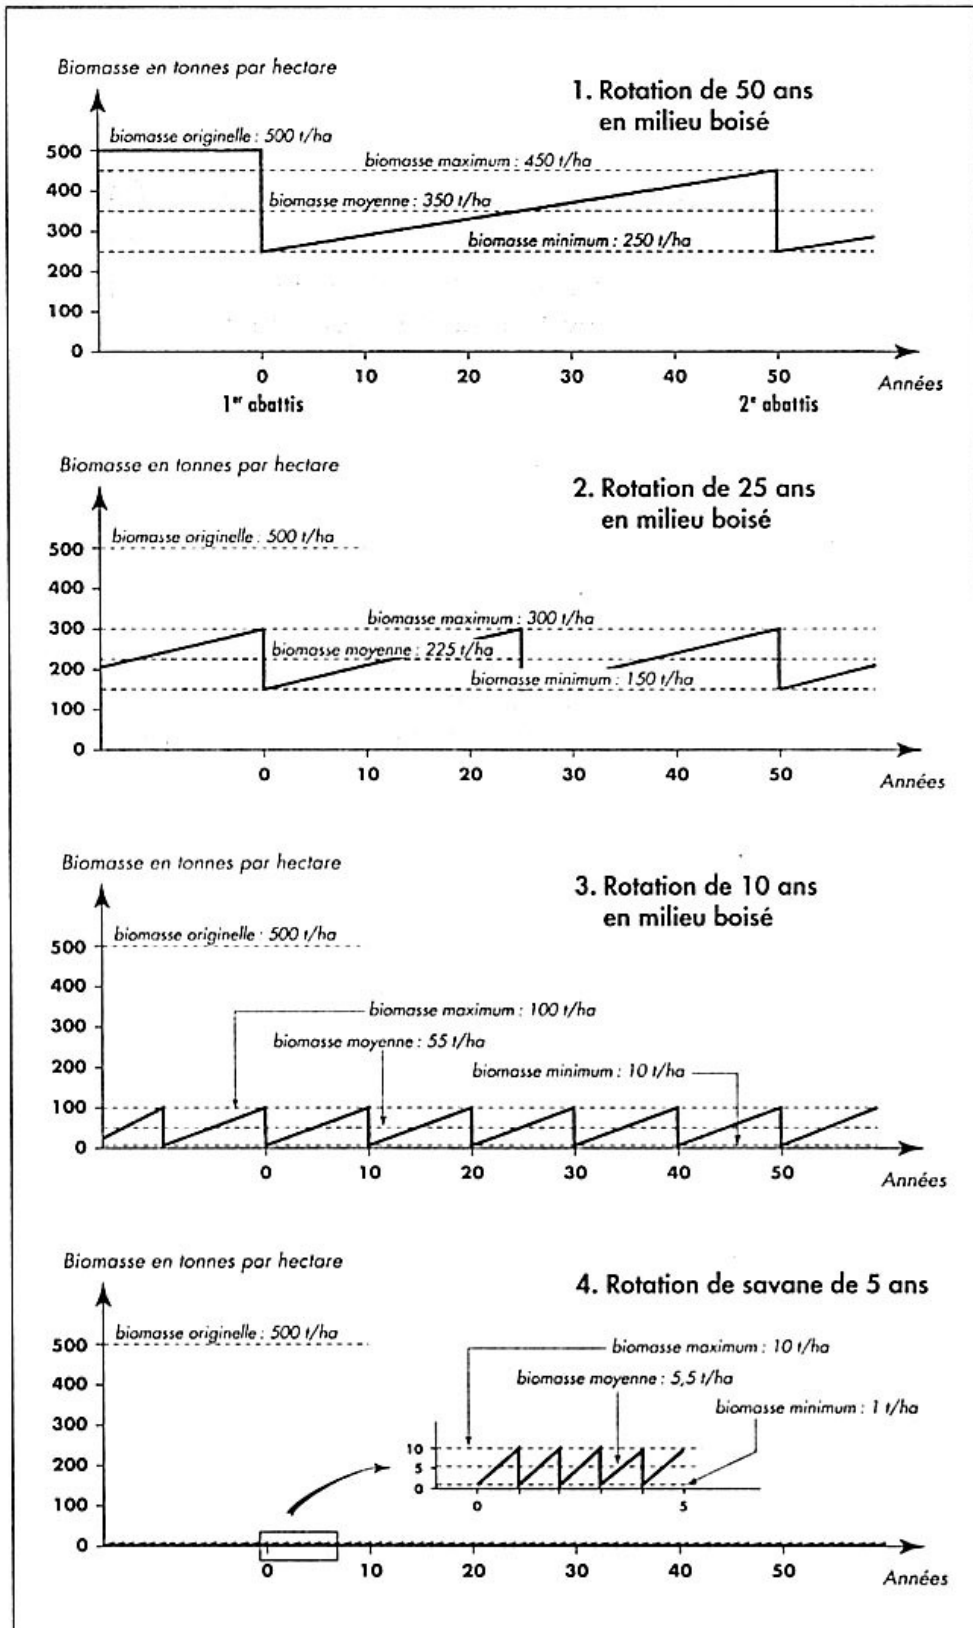 Biomasse en tonnes par hectare
1. Rotation de 50 ans
en milieu boisé
biomasse originelle : 500 t/ha
500
biomasse maximum : 450 t/ha
400
biomasse moyenne : 350 t/ha
300
biomasse minimum : 250 t/ha
200
100
0
0 10 20 30 40 50
Années
1er abattis 2e abattis
Biomasse en tonnes par hectare
2. Rotation de 25 ans
en milieu boisé
biomasse originelle : 500 t/ha
500
400
biomasse maximum : 300 t/ha
300
biomasse moyenne : 225 t/ha
200
biomasse minimum : 150 t/ha
100
0
0 10 20 30 40 50
Années
Biomasse en tonnes par hectare
3. Rotation de 10 ans
en milieu boisé
biomasse originelle : 500 t/ha
500
400
biomasse maximum : 100 t/ha
300
biomasse moyenne : 55 t/ha
200
biomasse minimum : 10 t/ha
100
0
0 10 20 30 40 50
Années
Biomasse en tonnes par hectare
4. Rotation de savane de 5 ans
biomasse originelle : 500 t/ha
500
biomasse maximum : 10 t/ha
400
biomasse moyenne : 5,5 t/ha
biomasse minimum : 1 t/ha
300
200
100
0
10
5
0
0 5
0 10 20 30 40 50
Années